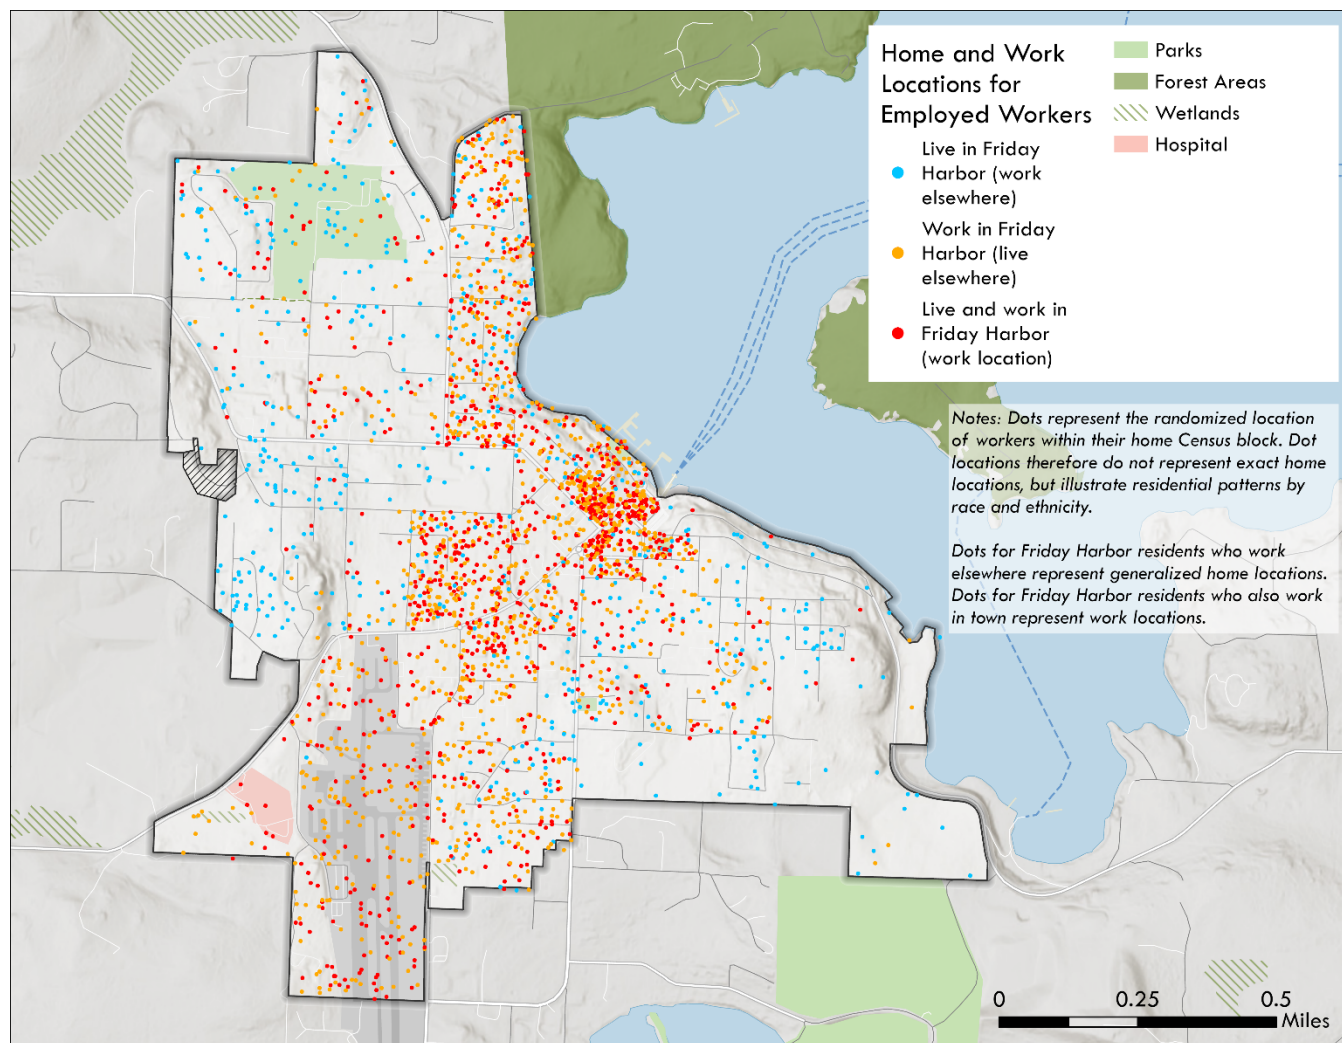 Home and Work
Locations for
Employed Workers
Live in Friday
Harbor (work
elsewhere)
Work in Friday
Harbor (live
elsewhere)
Live and work in
Friday Harbor
(work location)
Parks
Forest Areas
Wetlands
Hospital
Notes: Dots represent the randomized location
of workers within their home Census block. Dot
locations therefore do not represent exact home
locations, but illustrate residential patterns by
race and ethnicity.
Dots for Friday Harbor residents who work
elsewhere represent generalized home locations.
Dots for Friday Harbor residents who also work
in town represent work locations.
0 0.25 0.5
Miles